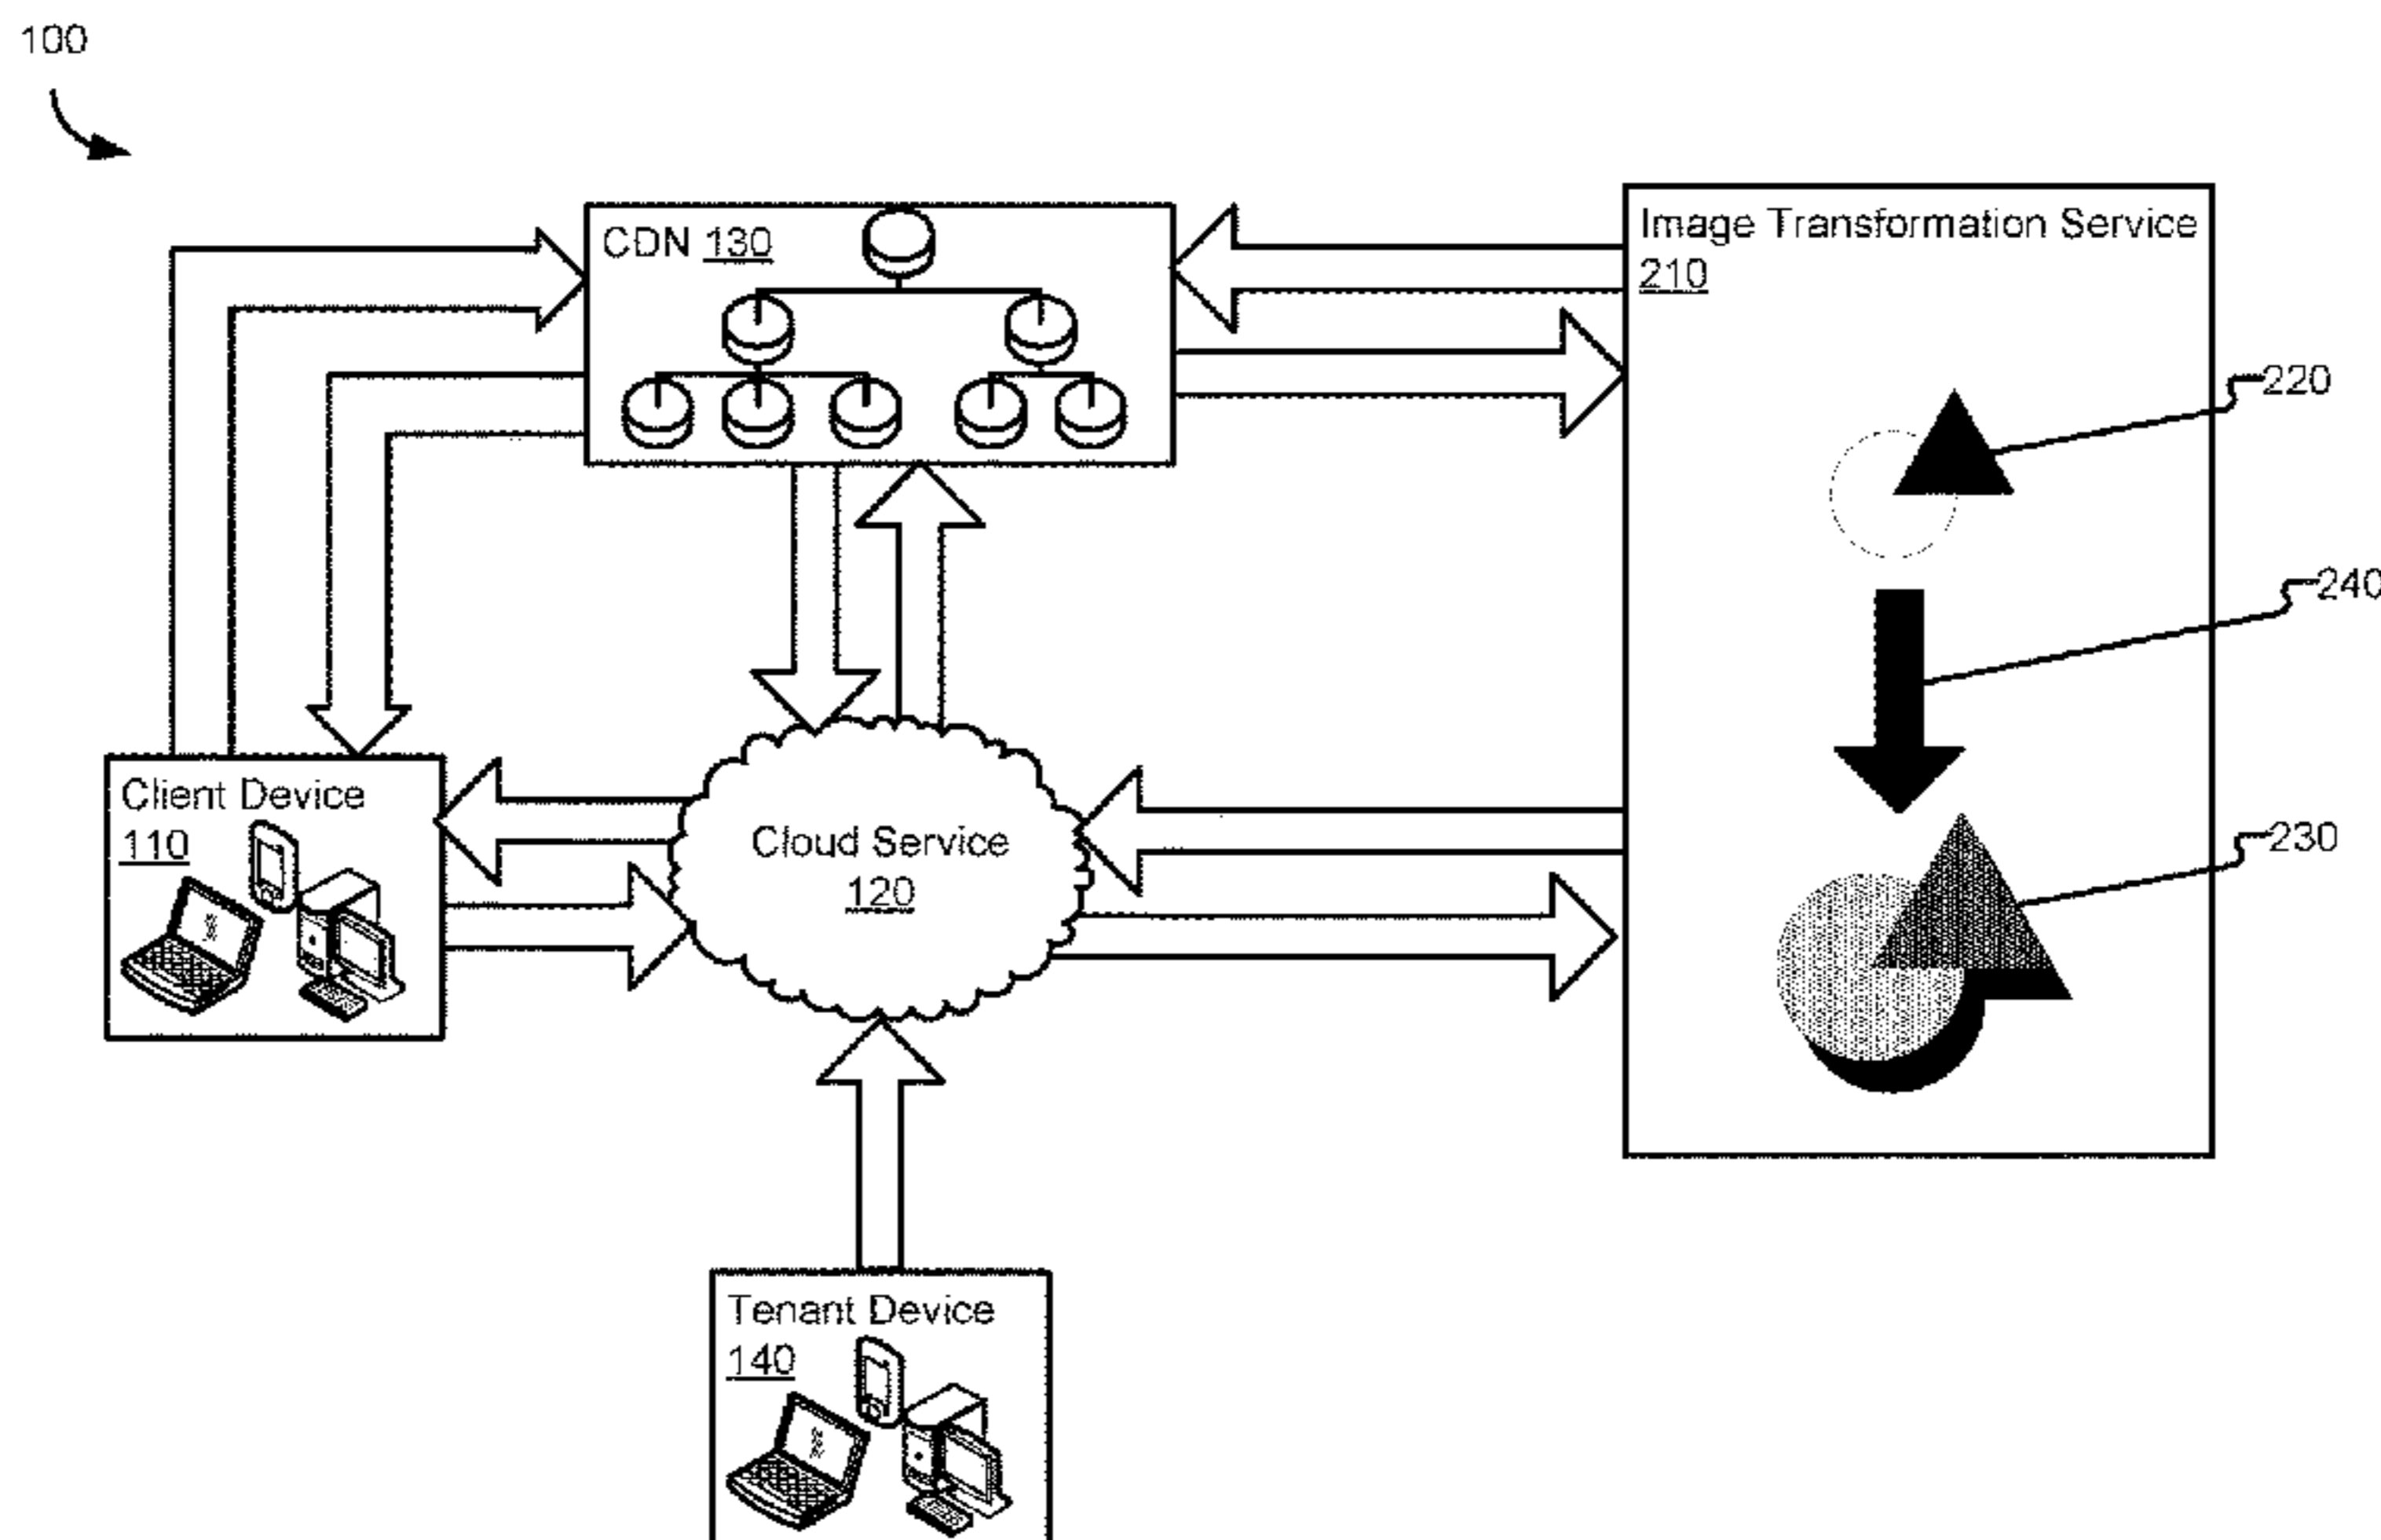 100
CDN 130
Image Transformation Service
210
220
240
Client Device
110
Cloud Service
120
230
Tenant Device
140